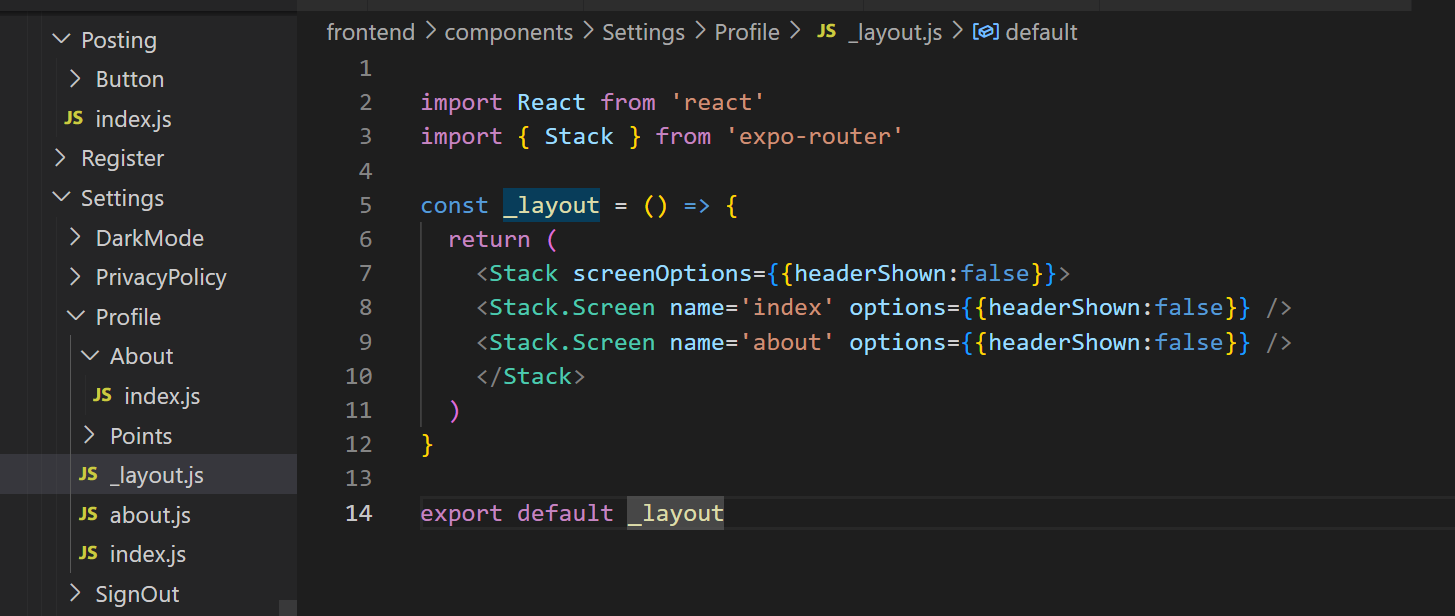 Posting
Button
JS index.js
Register
Settings
DarkMode
PrivacyPolicy
Profile
About
JS index.js
Points
JS _layout.js
JS about.js
JS index.js
SignOut
frontend > components > Settings > Profile > JS _layout.js > default
1
2 import React from 'react'
3 import { Stack } from 'expo-router'
4
5 const _layout = () => {
6 return (
7 <Stack screenOptions={{headerShown:false}}>
8 <Stack.Screen name='index' options={{headerShown:false}} />
9 <Stack.Screen name='about' options={{headerShown:false}} />
10 </Stack>
11 )
12 }
13
14 export default _layout